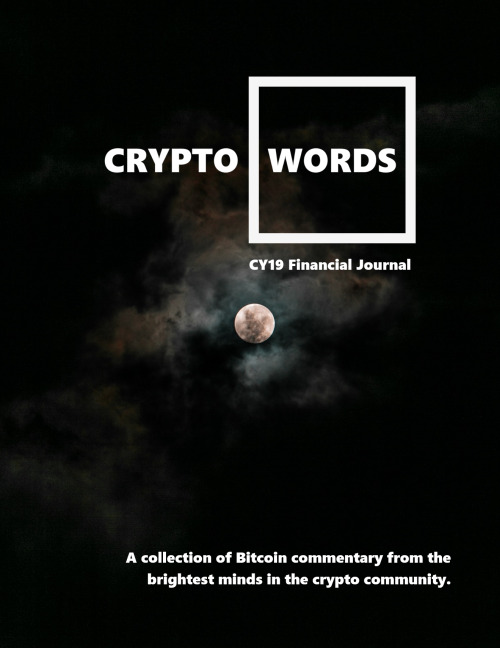 CRYPTO WORDS
CY19 Financial Journal
A collection of Bitcoin commentary from the
brightest minds in the crypto community.